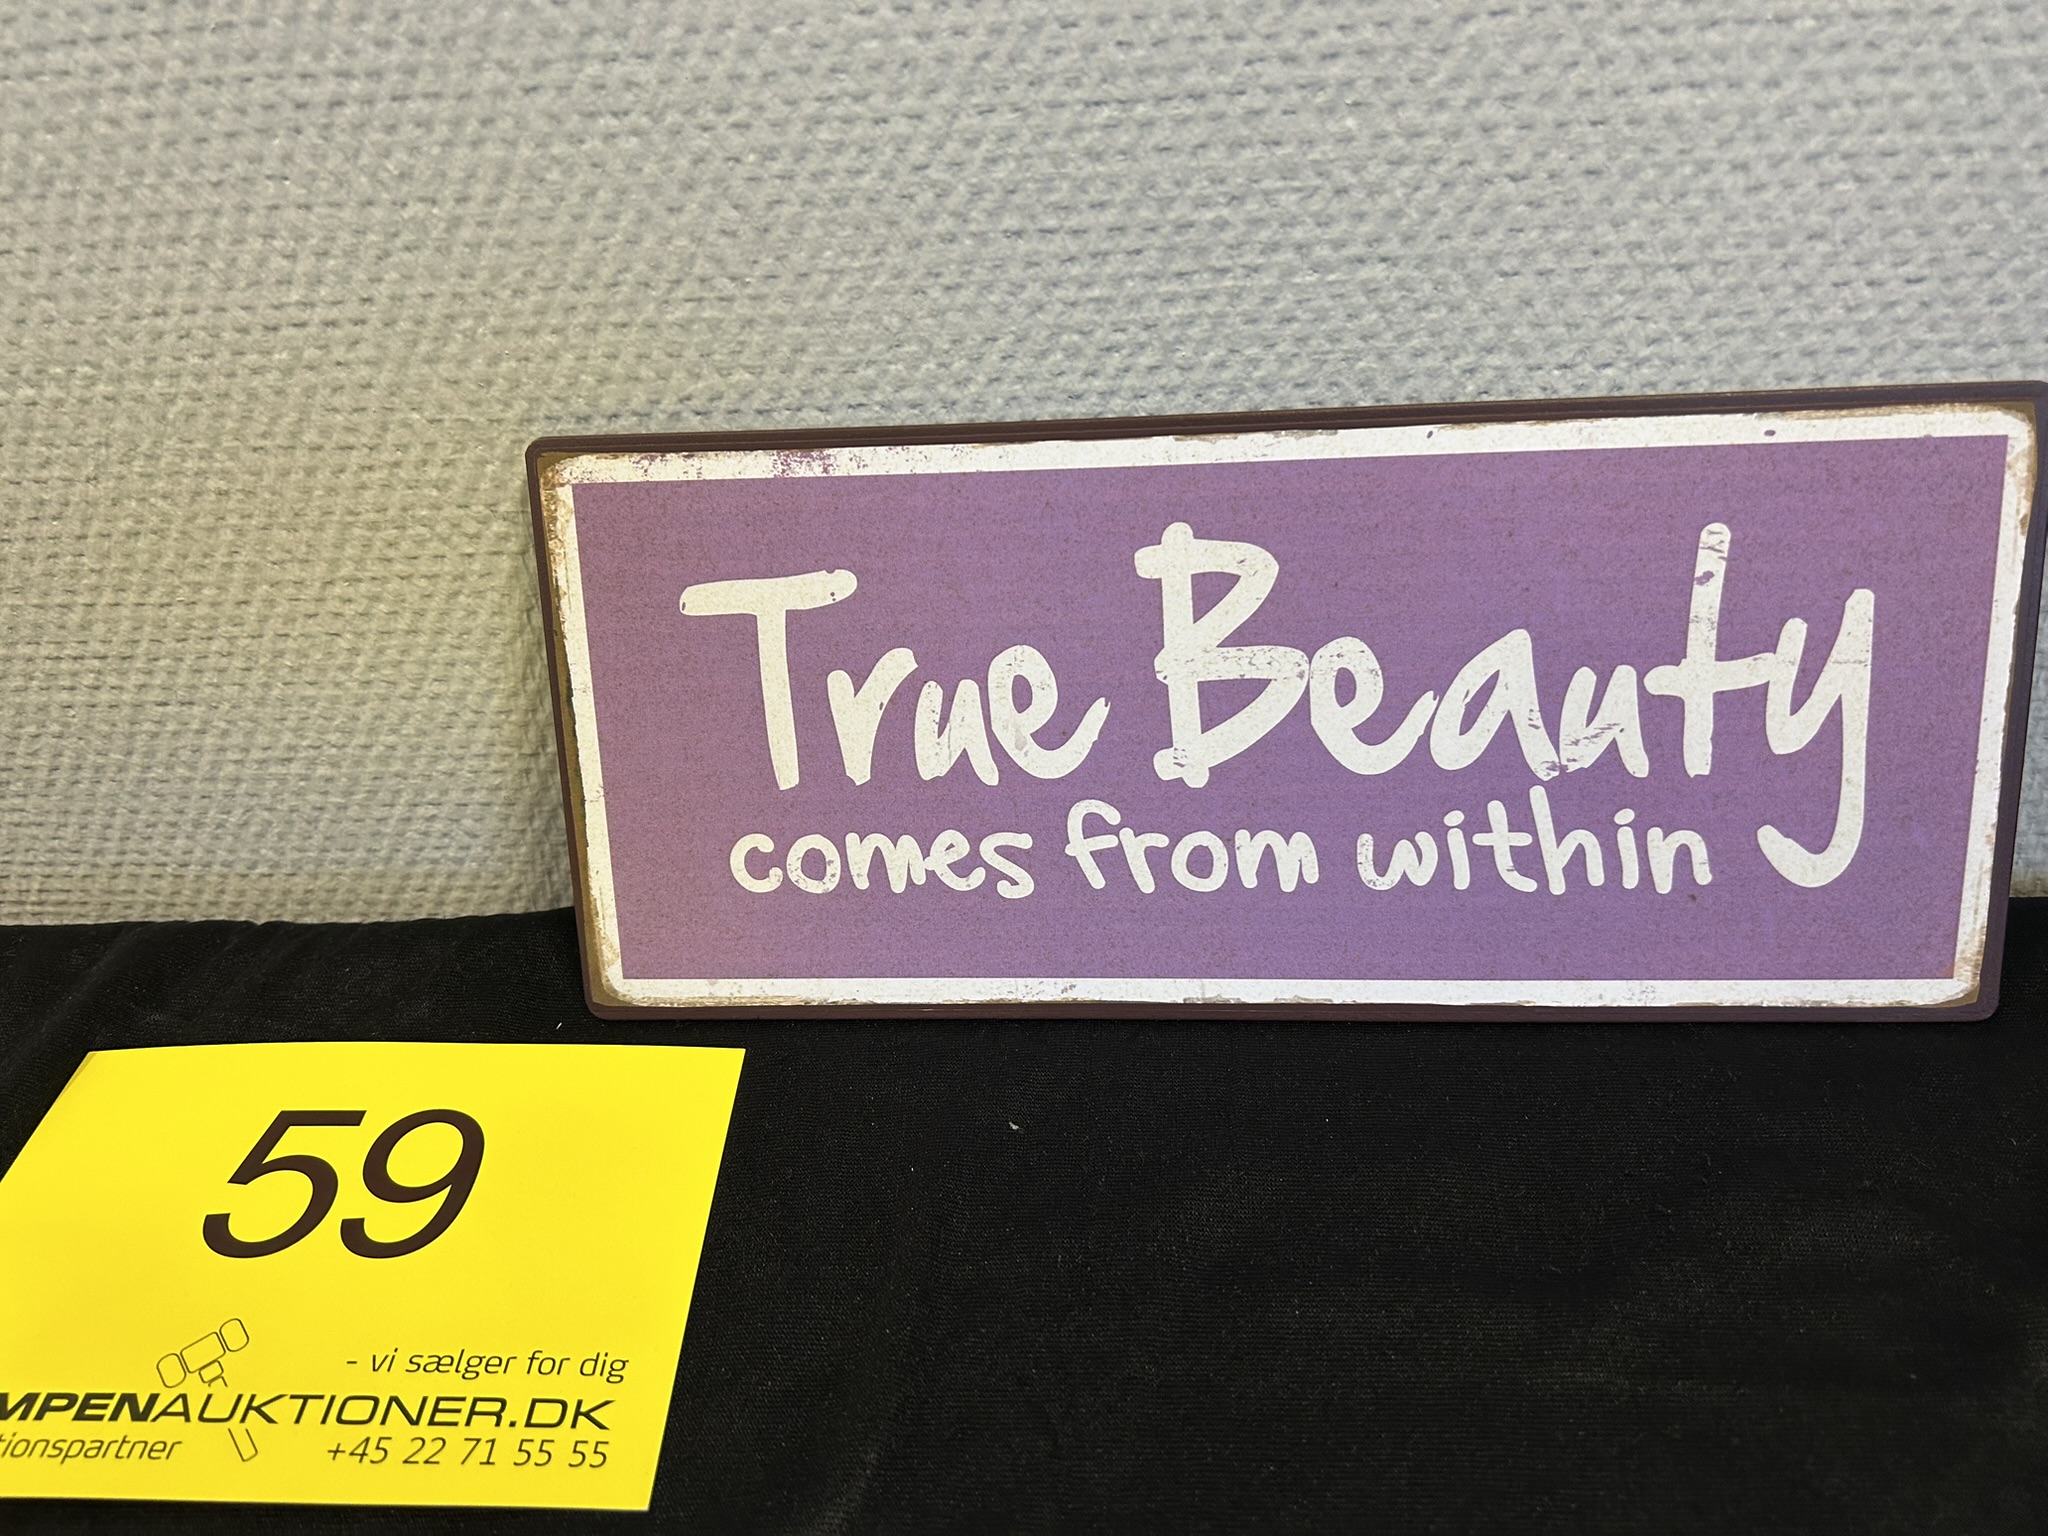 True Beauty
comes from within
59
- vi sælger for dig
MPENAUKTIONER.DK
tionspartner
+45 22 71 55 55